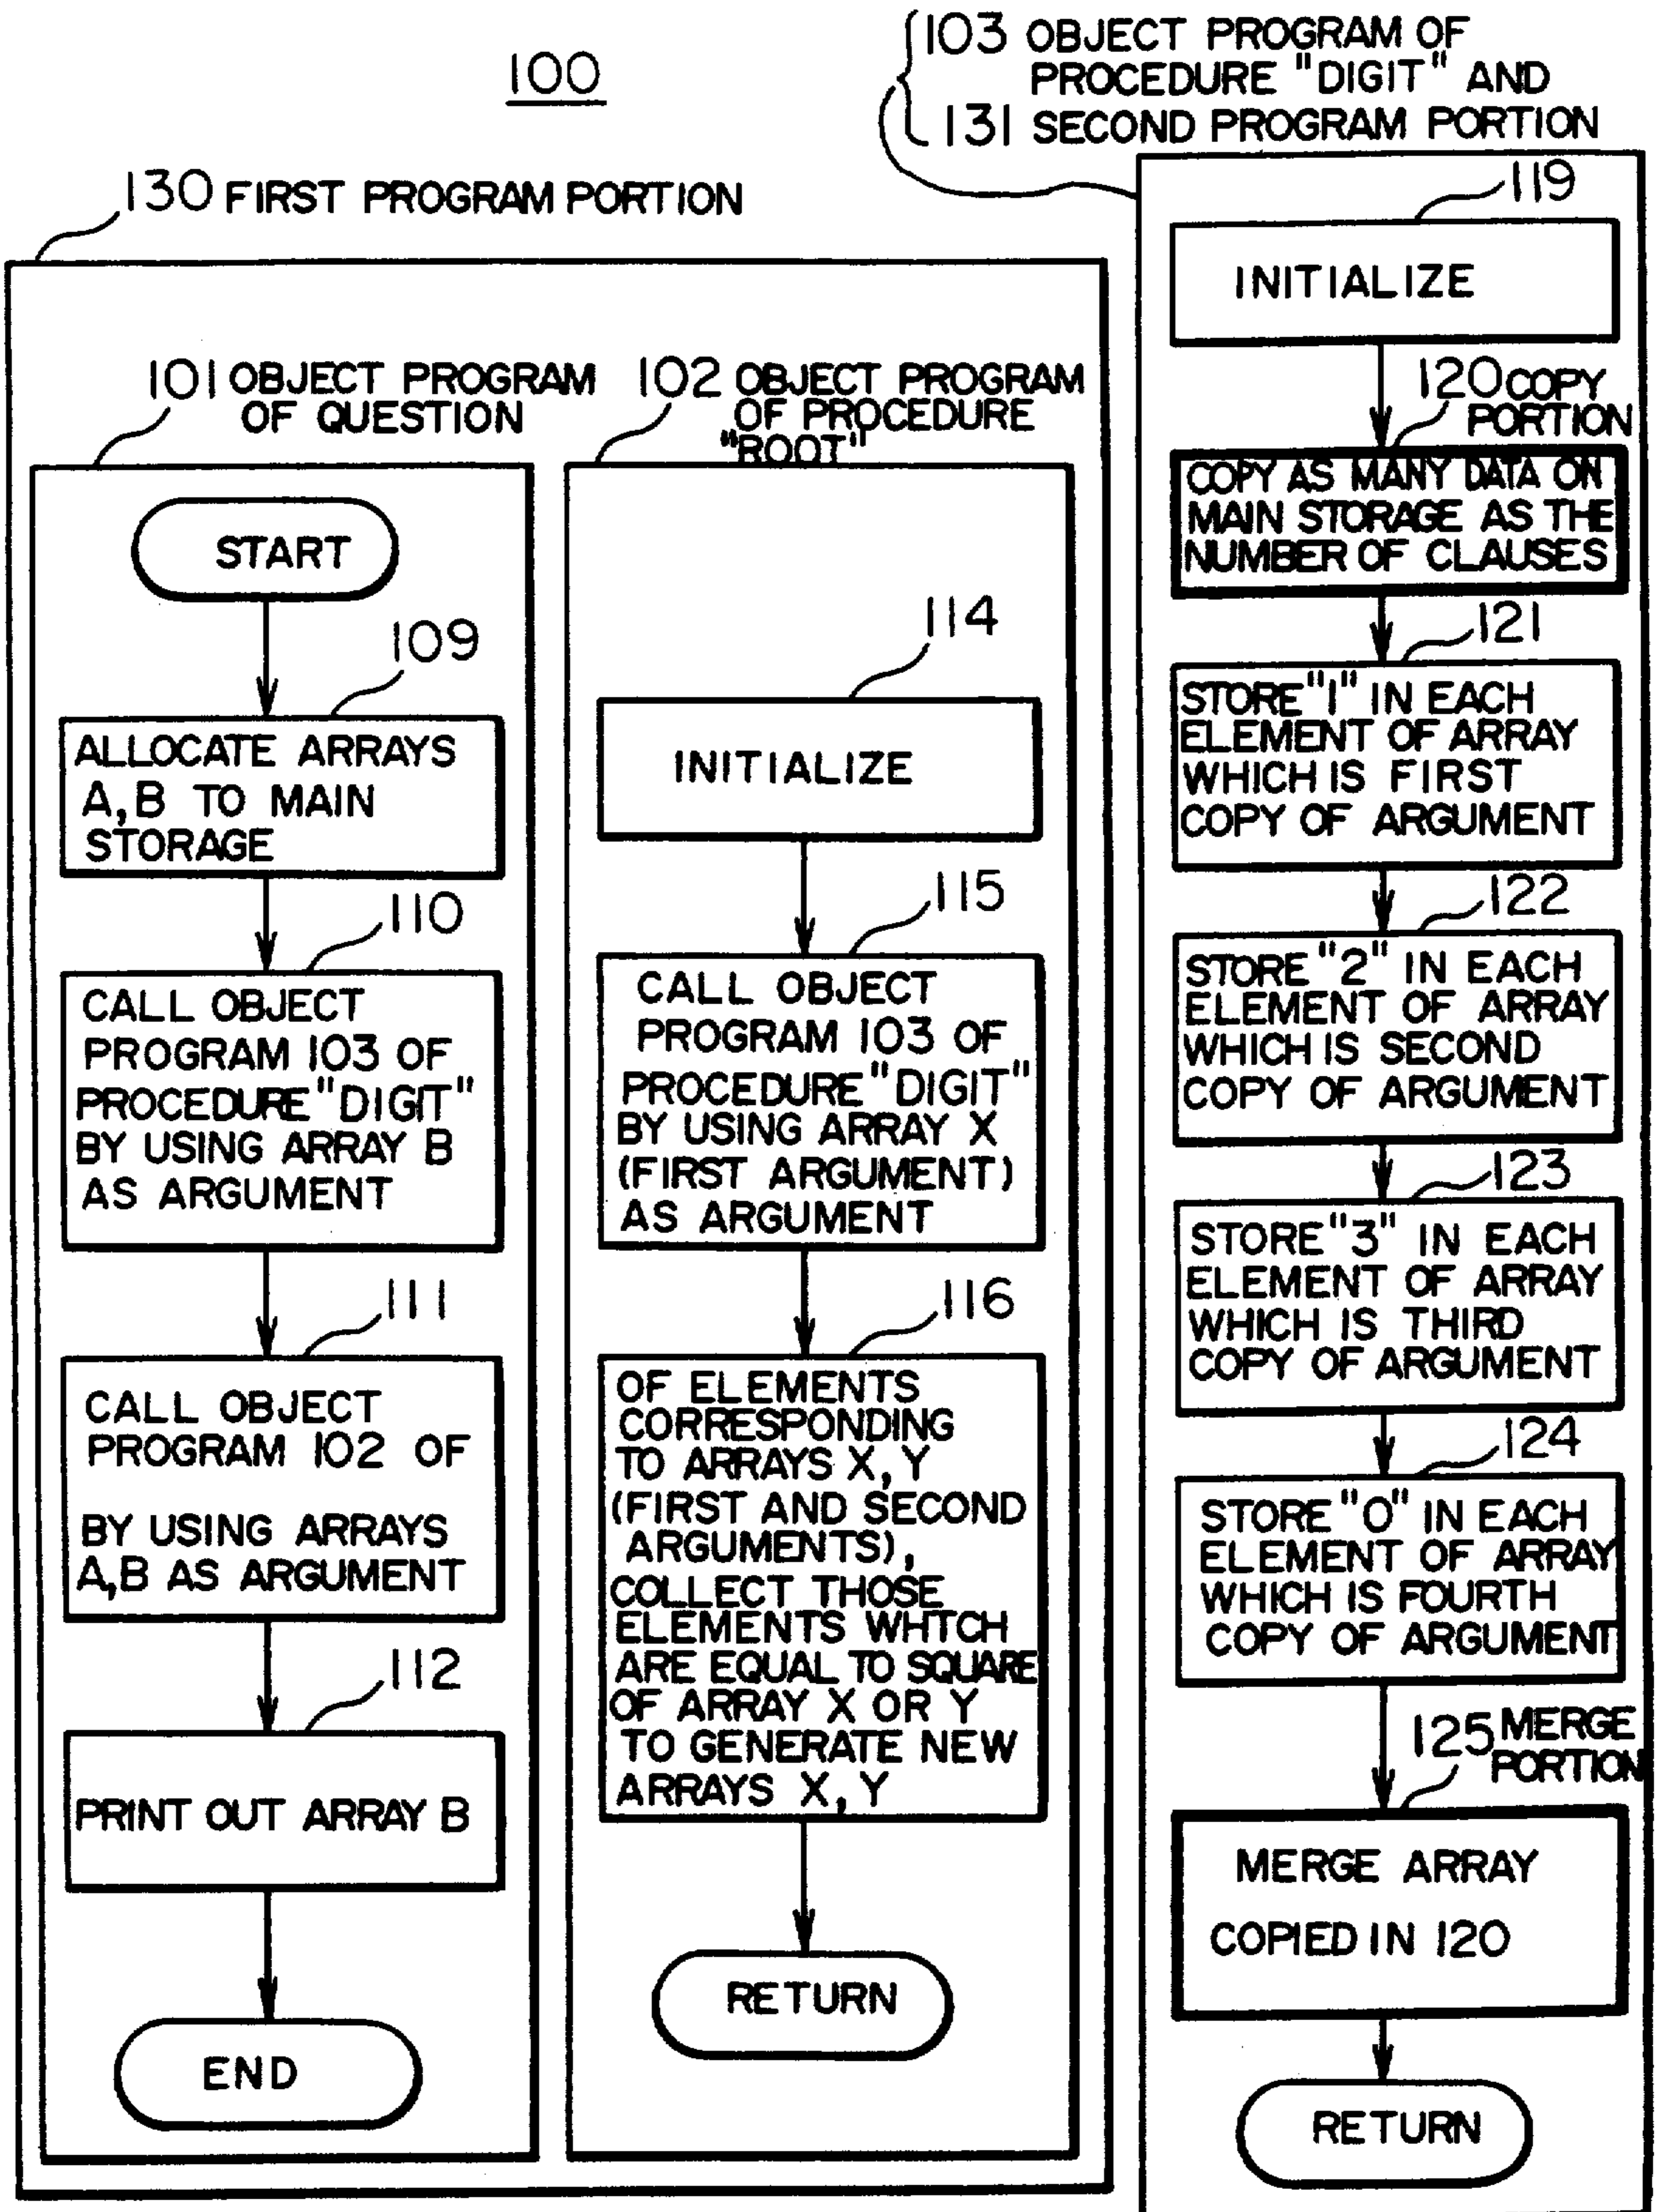 100
103 OBJECT PROGRAM OF
PROCEDURE "DIGIT" AND
131 SECOND PROGRAM PORTION
130 FIRST PROGRAM PORTION
101 OBJECT PROGRAM
OF QUESTION
START
109
ALLOCATE ARRAYS
A,B TO MAIN
STORAGE
110
CALL OBJECT
PROGRAM 103 OF
PROCEDURE "DIGIT"
BY USING ARRAY B
AS ARGUMENT
111
CALL OBJECT
PROGRAM 102 OF
BY USING ARRAYS
A,B AS ARGUMENT
112
PRINT OUT ARRAY B
END
102 OBJECT PROGRAM
OF PROCEDURE
"ROOT"
114
INITIALIZE
115
CALL OBJECT
PROGRAM 103 OF
PROCEDURE "DIGIT"
BY USING ARRAY X
(FIRST ARGUMENT)
AS ARGUMENT
116
OF ELEMENTS
CORRESPONDING
TO ARRAYS X, Y
(FIRST AND SECOND
ARGUMENTS),
COLLECT THOSE
ELEMENTS WHTCH
ARE EQUAL TO SQUARE
OF ARRAY X OR Y
TO GENERATE NEW
ARRAYS X, Y
RETURN
119
INITIALIZE
120 COPY
PORTION
COPY AS MANY DATA ON
MAIN STORAGE AS THE
NUMBER OF CLAUSES
121
STORE "1" IN EACH
ELEMENT OF ARRAY
WHICH IS FIRST
COPY OF ARGUMENT
122
STORE "2" IN EACH
ELEMENT OF ARRAY
WHICH IS SECOND
COPY OF ARGUMENT
123
STORE "3" IN EACH
ELEMENT OF ARRAY
WHICH IS THIRD
COPY OF ARGUMENT
124
STORE "0" IN EACH
ELEMENT OF ARRAY
WHICH IS FOURTH
COPY OF ARGUMENT
125 MERGE
PORTION
MERGE ARRAY
COPIED IN 120
RETURN